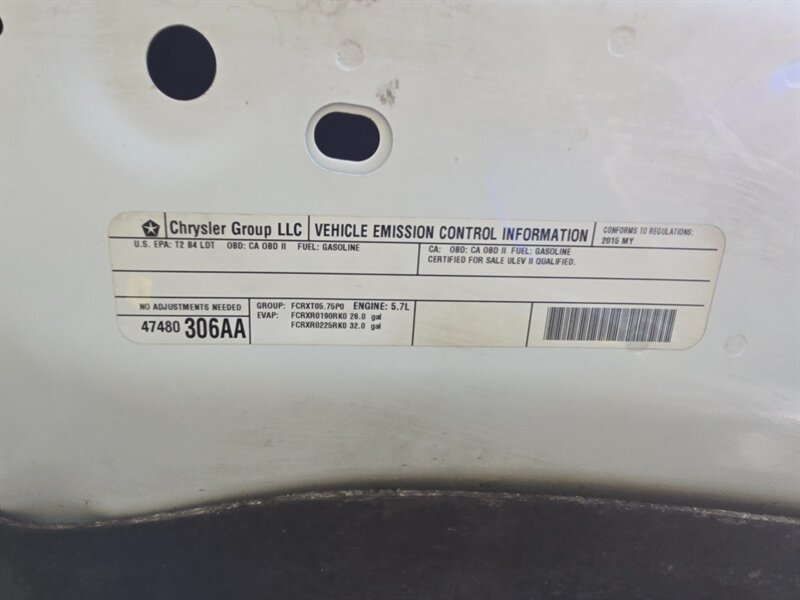 Chrysler Group LLC VEHICLE EMISSION CONTROL INFORMATION CONFORMS TO REGULATIONS:
2015 MY
U.S. EPA: T2 B4 LDT OBD: CA OBD II FUEL: GASOLINE
CA: OBD: CA OBD II FUEL: GASOLINE
CERTIFIED FOR SALE ULEV II QUALIFIED.
NO ADJUSTMENTS NEEDED
47480 306AA
GROUP: FCRXT05.75P0 ENGINE: 5.7L
EVAP: FCRXR0190RK0 26.0 gal
FCRXR0225RK0 32.0 gal